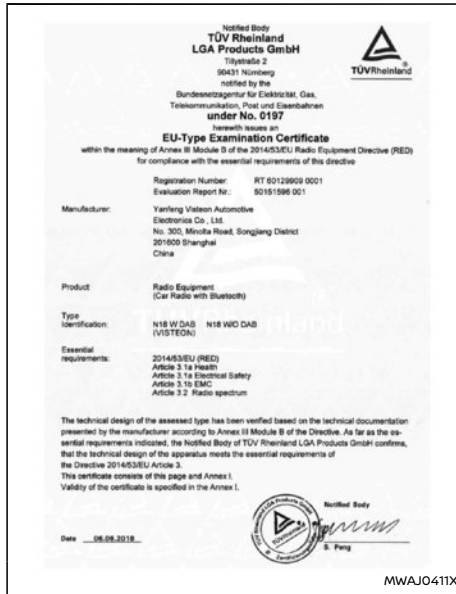 Notified Body
TÜV Rheinland
LGA Products GmbH
Tillystraße 2
90431 Nürnberg
notified by the
Bundesnetzagentur für Elektrizität, Gas,
Telekommunikation, Post und Eisenbahnen
under No. 0197
herewith issues an
EU-Type Examination Certificate
within the meaning of Annex III Module B of the 2014/53/EU Radio Equipment Directive (RED)
for compliance with the essential requirements of this directive
TÜVRheinland
Registration Number: RT 60129909 0001
Evaluation Report Nr.: 50151596 001
Manufacturer: Yanfeng Visteon Automotive
Electronics Co., Ltd.
No. 300, Minolta Road, Songjiang District
201600 Shanghai
China
Product Radio Equipment
(Car Radio with Bluetooth)
Type
Identification: N18 W DAB N18 W/O DAB
(VISTEON)
Essential
requirements: 2014/53/EU (RED)
Article 3.1a Health
Article 3.1a Electrical Safety
Article 3.1b EMC
Article 3.2 Radio spectrum
The technical design of the assessed type has been verified based on the technical documentation
presented by the manufacturer according to Annex III Module B of the Directive. As far as the es-
sential requirements indicated, the Notified Body of TÜV Rheinland LGA Products GmbH confirms,
that the technical design of the apparatus meets the essential requirements of
the Directive 2014/53/EU Article 3.
This certificate consists of this page and Annex I.
Validity of the certificate is specified in the Annex I.
Notified Body
TÜVRheinland
Date 06.06.2018
S. Peng
MWAJ0411X